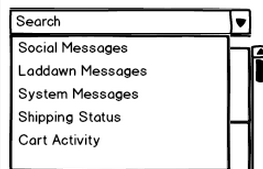 Search
Social Messages
Laddawn Messages
System Messages
Shipping Status
Cart Activity